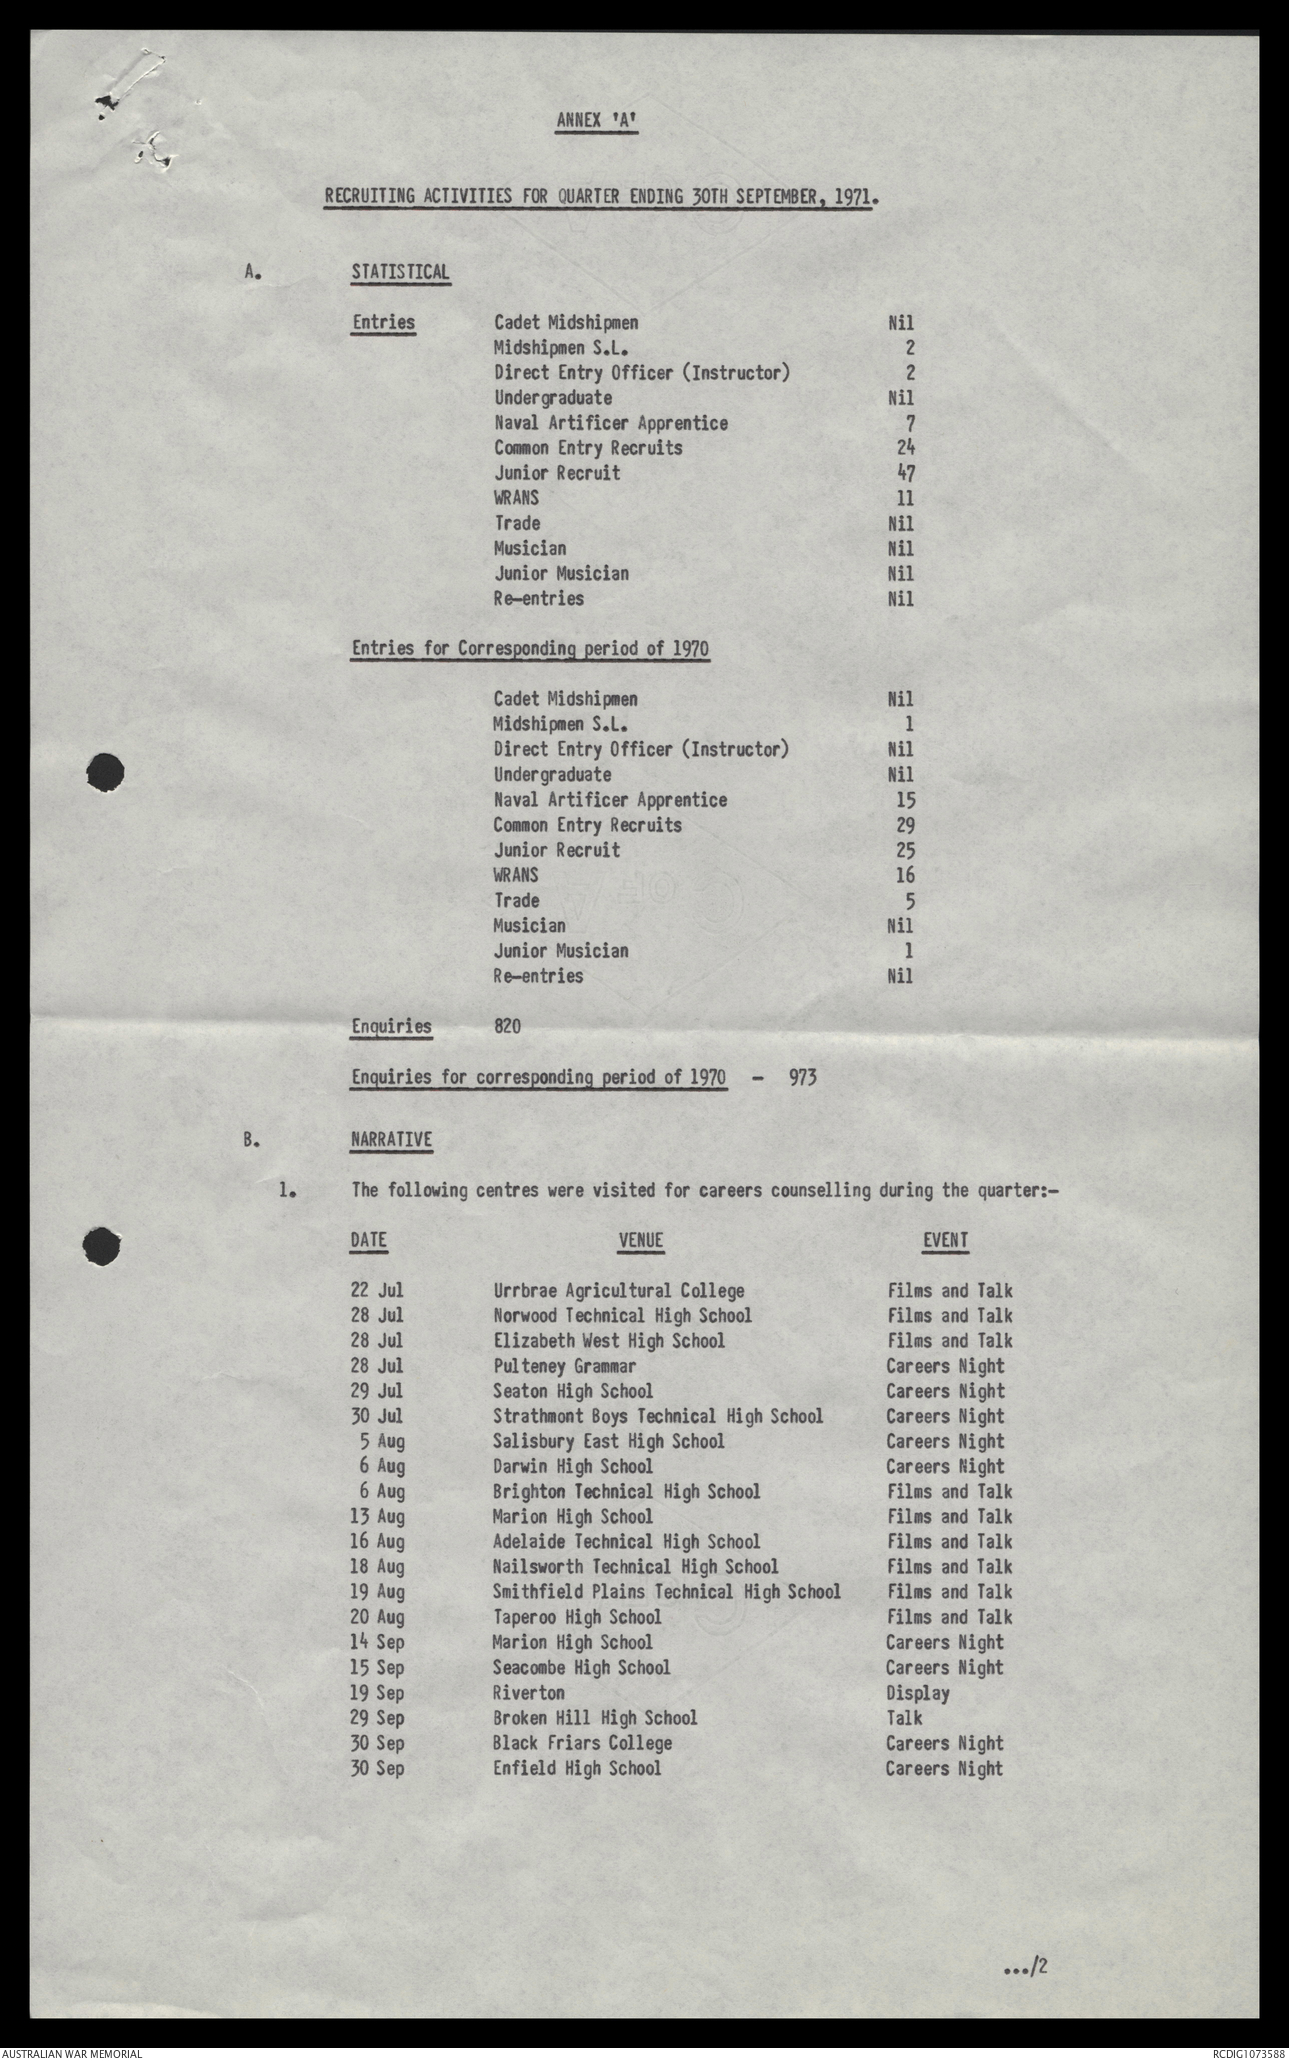 ANNEX 'A'
RECRUITING ACTIVITIES FOR QUARTER ENDING 30TH SEPTEMBER, 1971.
A. STATISTICAL
Entries Cadet Midshipmen Nil
Midshipmen S.L. 2
Direct Entry Officer (Instructor) 2
Undergraduate Nil
Naval Artificer Apprentice 7
Common Entry Recruits 24
Junior Recruit 47
WRANS 11
Trade Nil
Musician Nil
Junior Musician Nil
Re-entries Nil
Entries for Corresponding period of 1970
Cadet Midshipmen Nil
Midshipmen S.L. 1
Direct Entry Officer (Instructor) Nil
Undergraduate Nil
Naval Artificer Apprentice 15
Common Entry Recruits 29
Junior Recruit 25
WRANS 16
Trade 5
Musician Nil
Junior Musician 1
Re-entries Nil
Enquiries 820
Enquiries for corresponding period of 1970 - 973
B. NARRATIVE
1. The following centres were visited for careers counselling during the quarter:-
DATE VENUE EVENT
22 Jul Urrbrae Agricultural College Films and Talk
28 Jul Norwood Technical High School Films and Talk
28 Jul Elizabeth West High School Films and Talk
28 Jul Pulteney Grammar Careers Night
29 Jul Seaton High School Careers Night
30 Jul Strathmont Boys Technical High School Careers Night
5 Aug Salisbury East High School Careers Night
6 Aug Darwin High School Careers Night
6 Aug Brighton Technical High School Films and Talk
13 Aug Marion High School Films and Talk
16 Aug Adelaide Technical High School Films and Talk
18 Aug Nailsworth Technical High School Films and Talk
19 Aug Smithfield Plains Technical High School Films and Talk
20 Aug Taperoo High School Films and Talk
14 Sep Marion High School Careers Night
15 Sep Seacombe High School Careers Night
19 Sep Riverton Display
29 Sep Broken Hill High School Talk
30 Sep Black Friars College Careers Night
30 Sep Enfield High School Careers Night
.../2
AUSTRALIAN WAR MEMORIAL RCDIG1073588